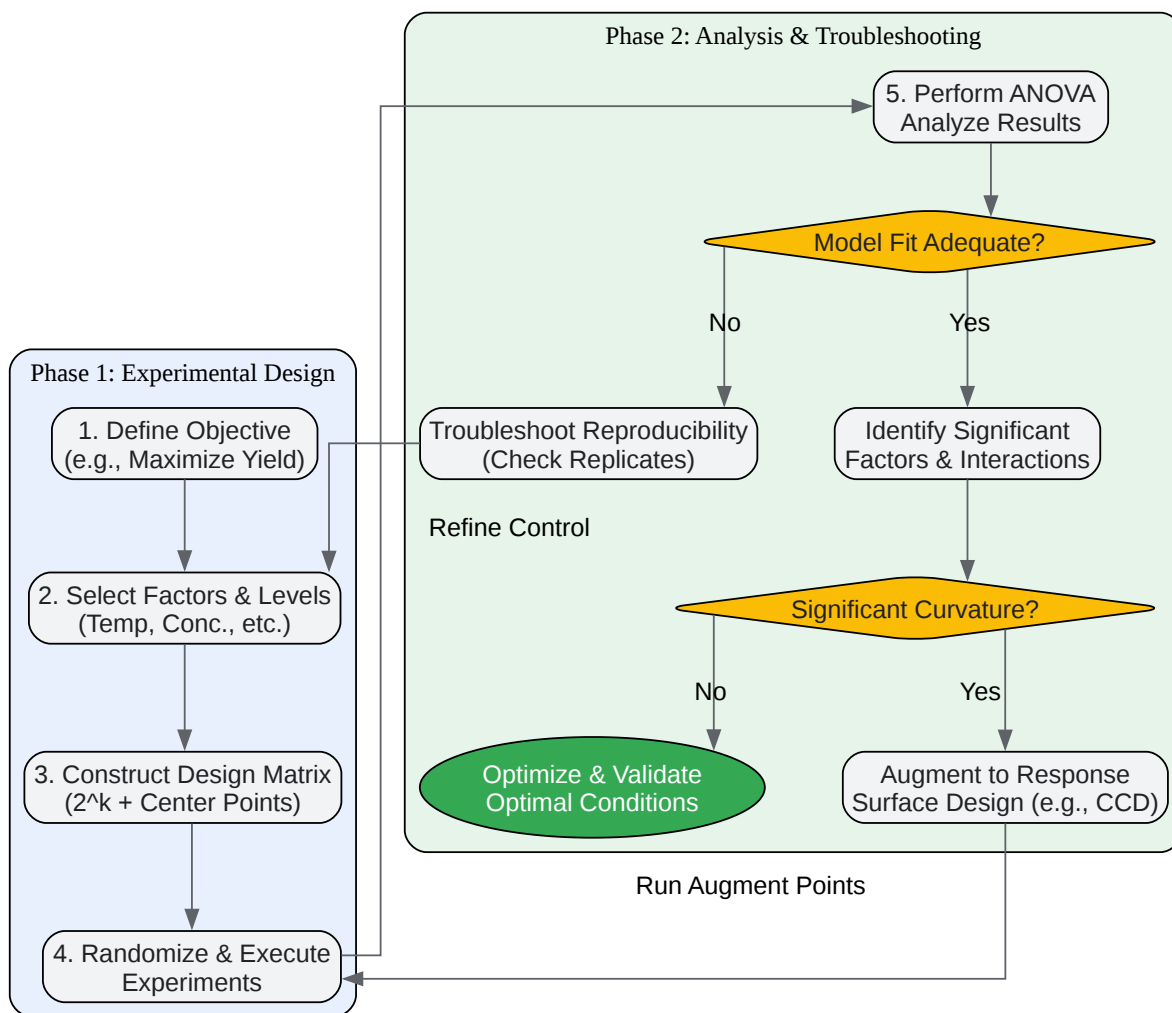 Phase 1: Experimental Design
1. Define Objective
(e.g., Maximize Yield)
2. Select Factors & Levels
(Temp, Conc., etc.)
3. Construct Design Matrix
(2^k + Center Points)
4. Randomize & Execute
Experiments
Phase 2: Analysis & Troubleshooting
5. Perform ANOVA
Analyze Results
Model Fit Adequate?
No
Yes
Troubleshoot Reproducibility
(Check Replicates)
Identify Significant
Factors & Interactions
Refine Control
Significant Curvature?
No
Yes
Optimize & Validate
Optimal Conditions
Augment to Response
Surface Design (e.g., CCD)
Run Augment Points